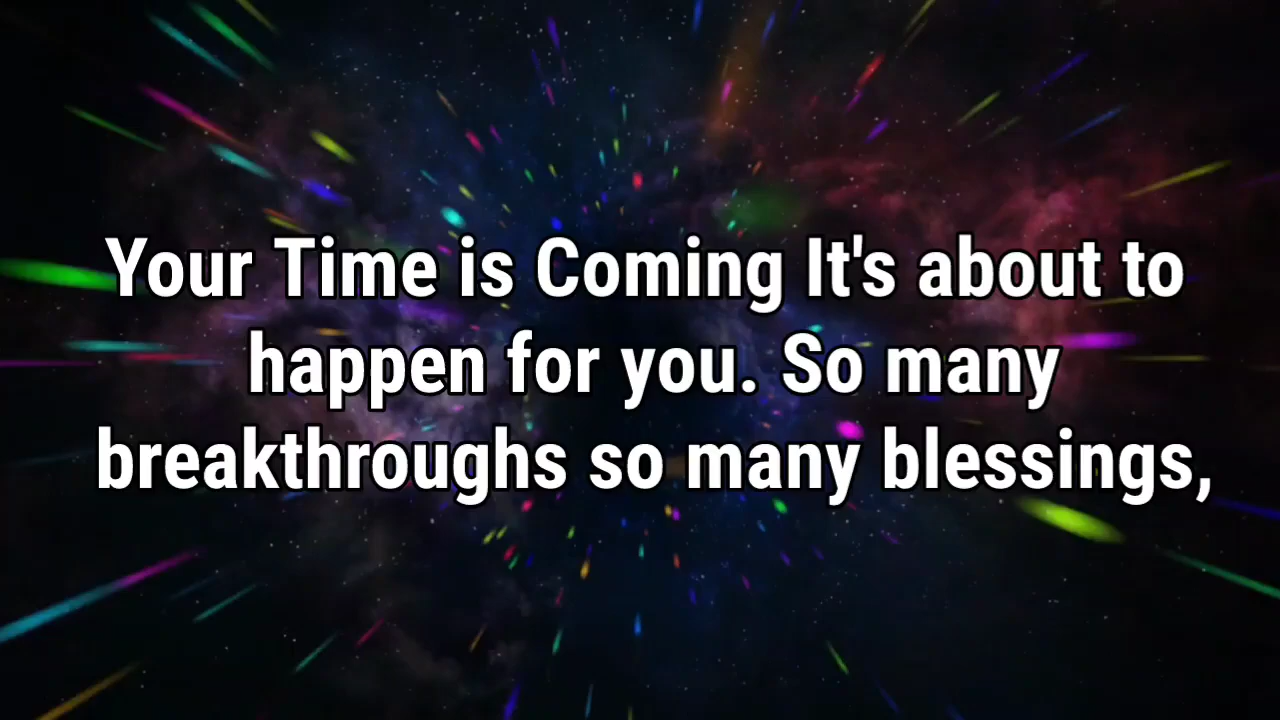 Your Time is Coming It's about to
happen for you. So many
breakthroughs so many blessings,